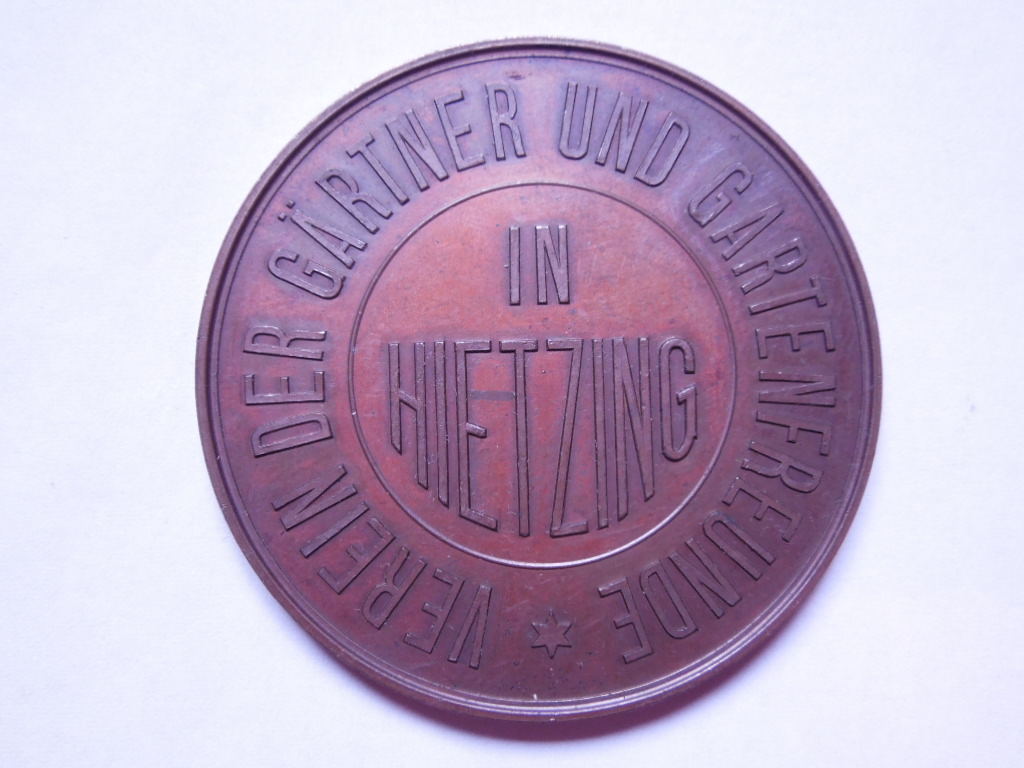 VEREIN DER GÄRTNER UND GARTENFREUNDE
IN
HIETZING